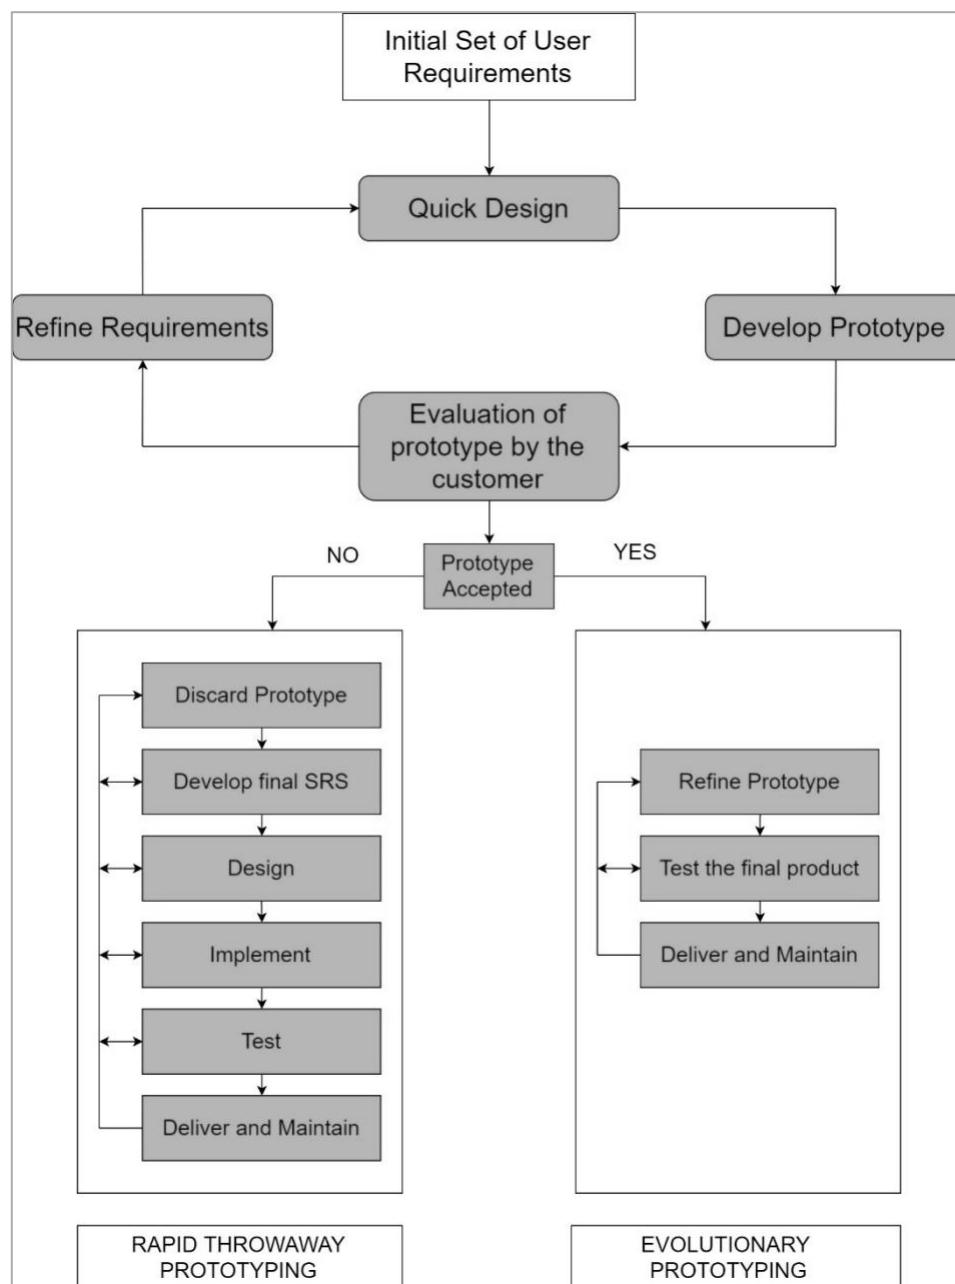 Initial Set of User
Requirements
Quick Design
Refine Requirements
Develop Prototype
Evaluation of
prototype by the
customer
NO
Prototype
Accepted
YES
Discard Prototype
Develop final SRS
Design
Implement
Test
Deliver and Maintain
Refine Prototype
Test the final product
Deliver and Maintain
RAPID THROWAWAY
PROTOTYPING
EVOLUTIONARY
PROTOTYPING